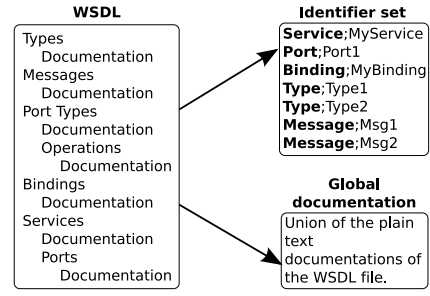 WSDL
Types
Documentation
Messages
Documentation
Port Types
Documentation
Operations
Documentation
Bindings
Documentation
Services
Documentation
Ports
Documentation
Identifier set
Service;MyService
Port;Port1
Binding;MyBinding
Type;Type1
Type;Type2
Message;Msg1
Message;Msg2
Global
documentation
Union of the plain
text
documentations of
the WSDL file.